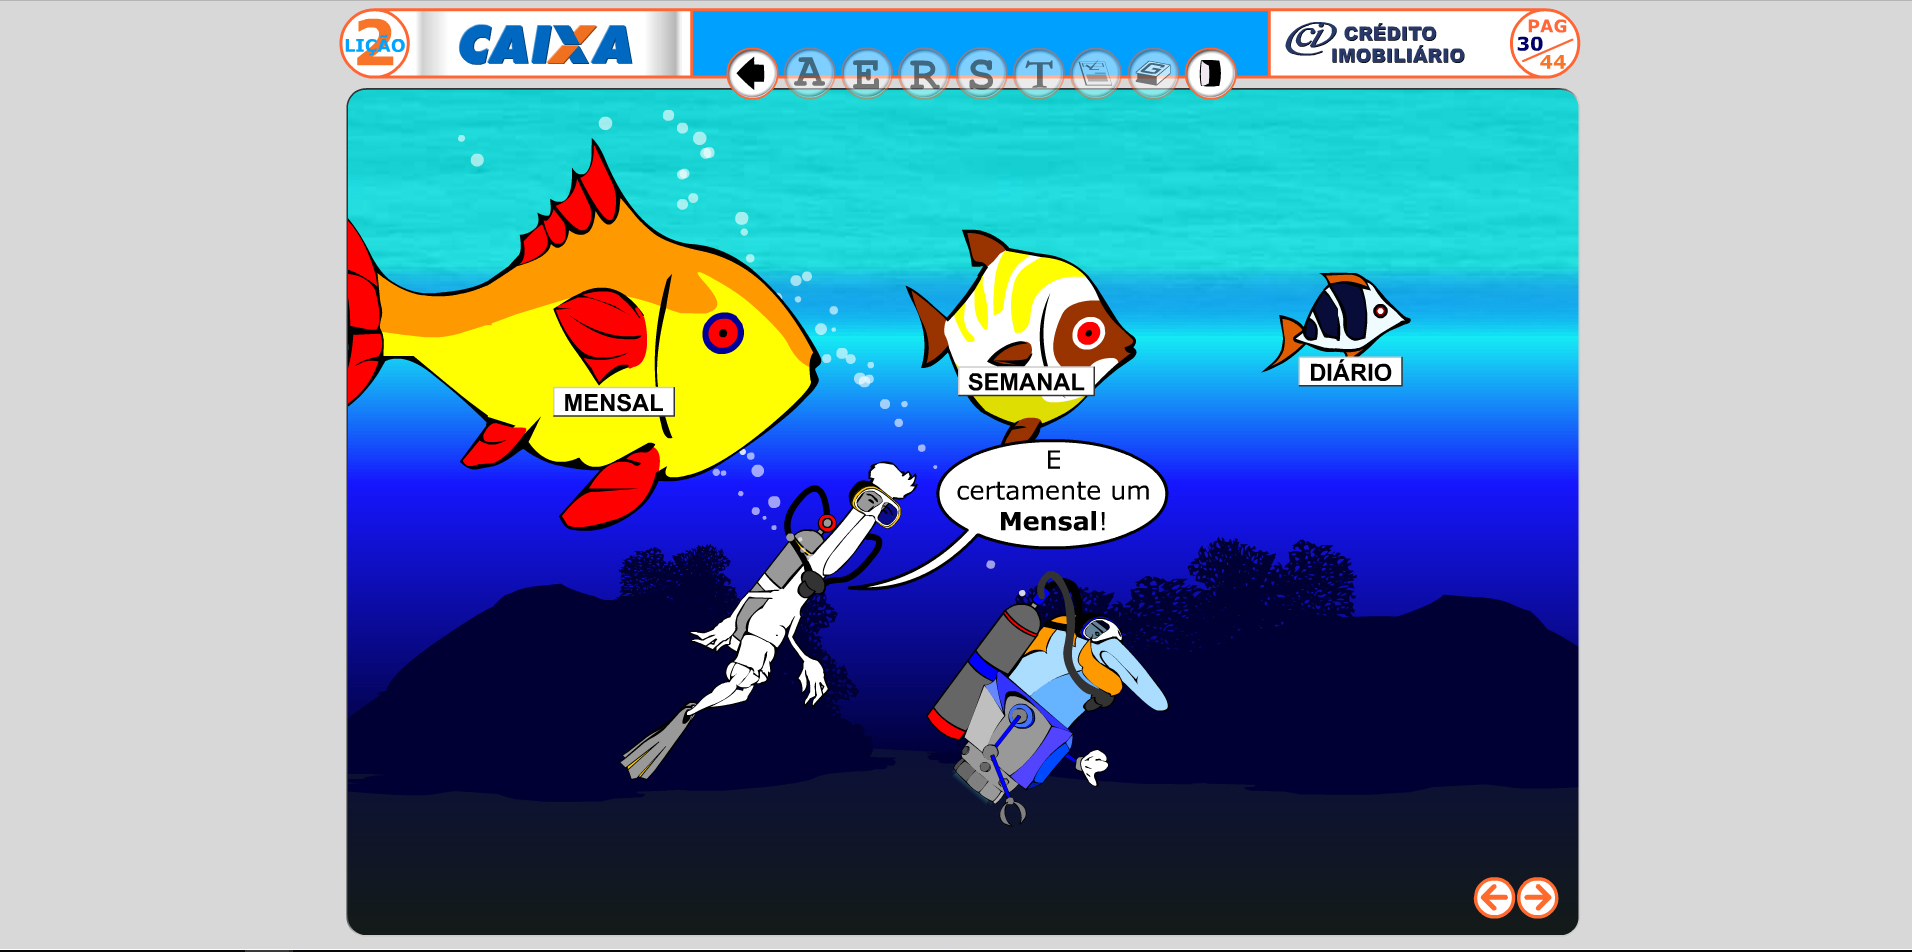 2
LIÇÃO
CAIXA
CRÉDITO
IMOBILIÁRIO
PAG
30
44
A E R S T G
MENSAL
SEMANAL
DIÁRIO
E
certamente um
Mensal!